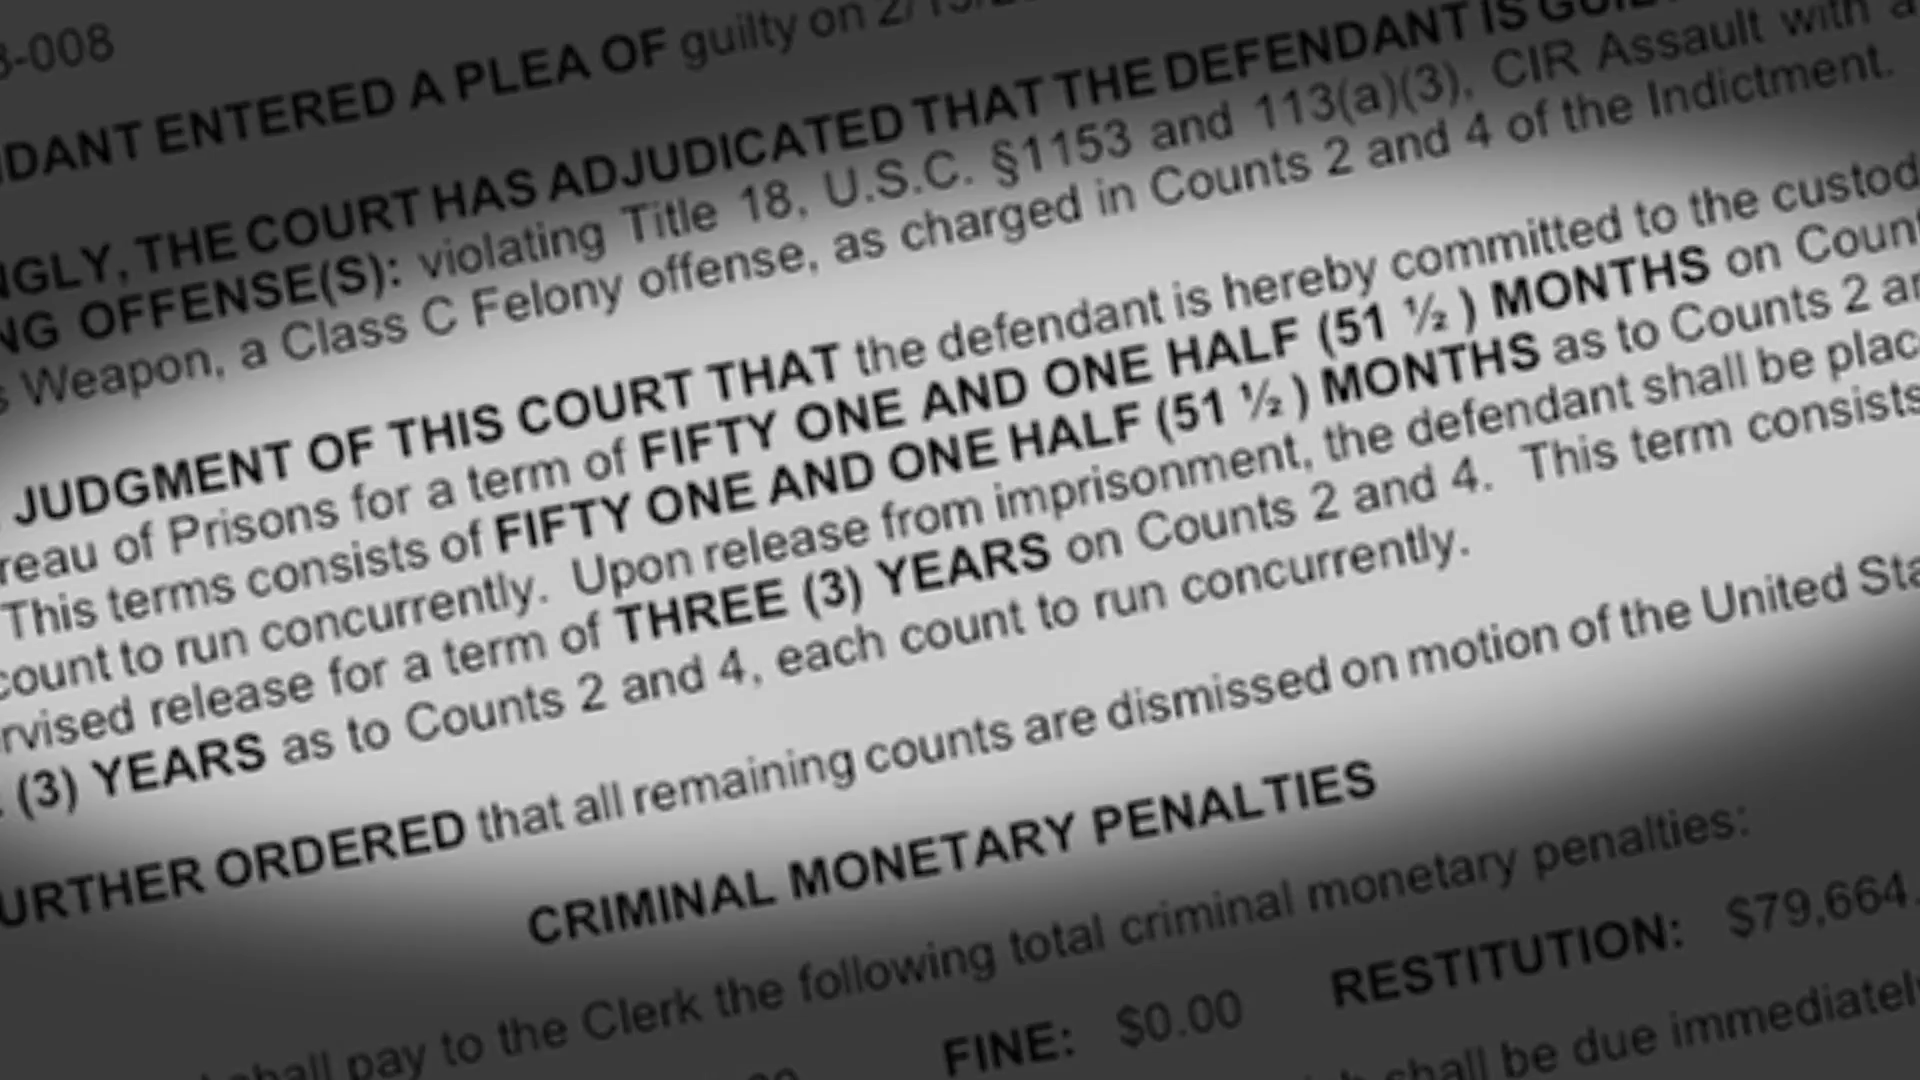 -008
DANT ENTERED A PLEA OF guilty on
NGLY, THE COURT HAS ADJUDICATED THAT THE DEFENDANT IS
NG OFFENSE(S): violating Title 18, U.S.C. §1153 and 113(a)(3), CIR Assault with
Weapon, a Class C Felony offense, as charged in Counts 2 and 4 of the Indictment.
JUDGMENT OF THIS COURT THAT the defendant is hereby committed to the custod
reau of Prisons for a term of FIFTY ONE AND ONE HALF (51 ½ ) MONTHS on Coun
This terms consists of FIFTY ONE AND ONE HALF (51 ½ ) MONTHS as to Counts 2 a
count to run concurrently. Upon release from imprisonment, the defendant shall be plac
rvised release for a term of THREE (3) YEARS on Counts 2 and 4. This term consists
(3) YEARS as to Counts 2 and 4, each count to run concurrently.
URTHER ORDERED that all remaining counts are dismissed on motion of the United Sta
CRIMINAL MONETARY PENALTIES
shall pay to the Clerk the following total criminal monetary penalties:
FINE: $0.00 RESTITUTION: $79,664.
shall be due immediatel